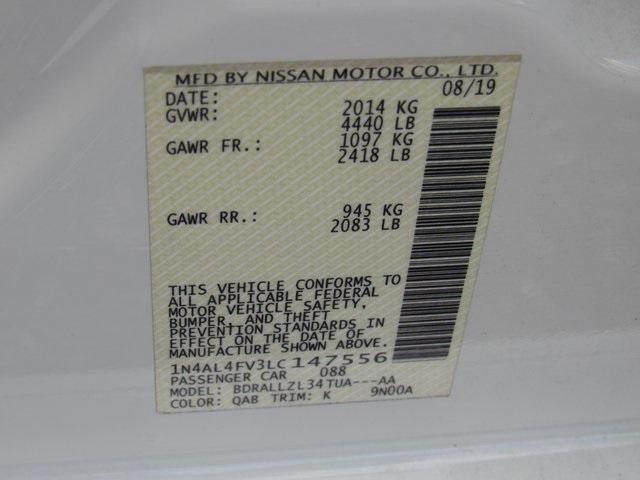 MFD BY NISSAN MOTOR CO., LTD.
DATE: 08/19
GVWR: 2014 KG
4440 LB
GAWR FR.: 1097 KG
2418 LB
GAWR RR.: 945 KG
2083 LB
THIS VEHICLE CONFORMS TO
ALL APPLICABLE FEDERAL
MOTOR VEHICLE SAFETY,
BUMPER, AND THEFT
PREVENTION STANDARDS IN
EFFECT ON THE DATE OF
MANUFACTURE SHOWN ABOVE.
1N4AL4FV3LC147556
PASSENGER CAR 088
MODEL: BDRALLZL34TUA---AA
COLOR: QAB TRIM: K 9N00A